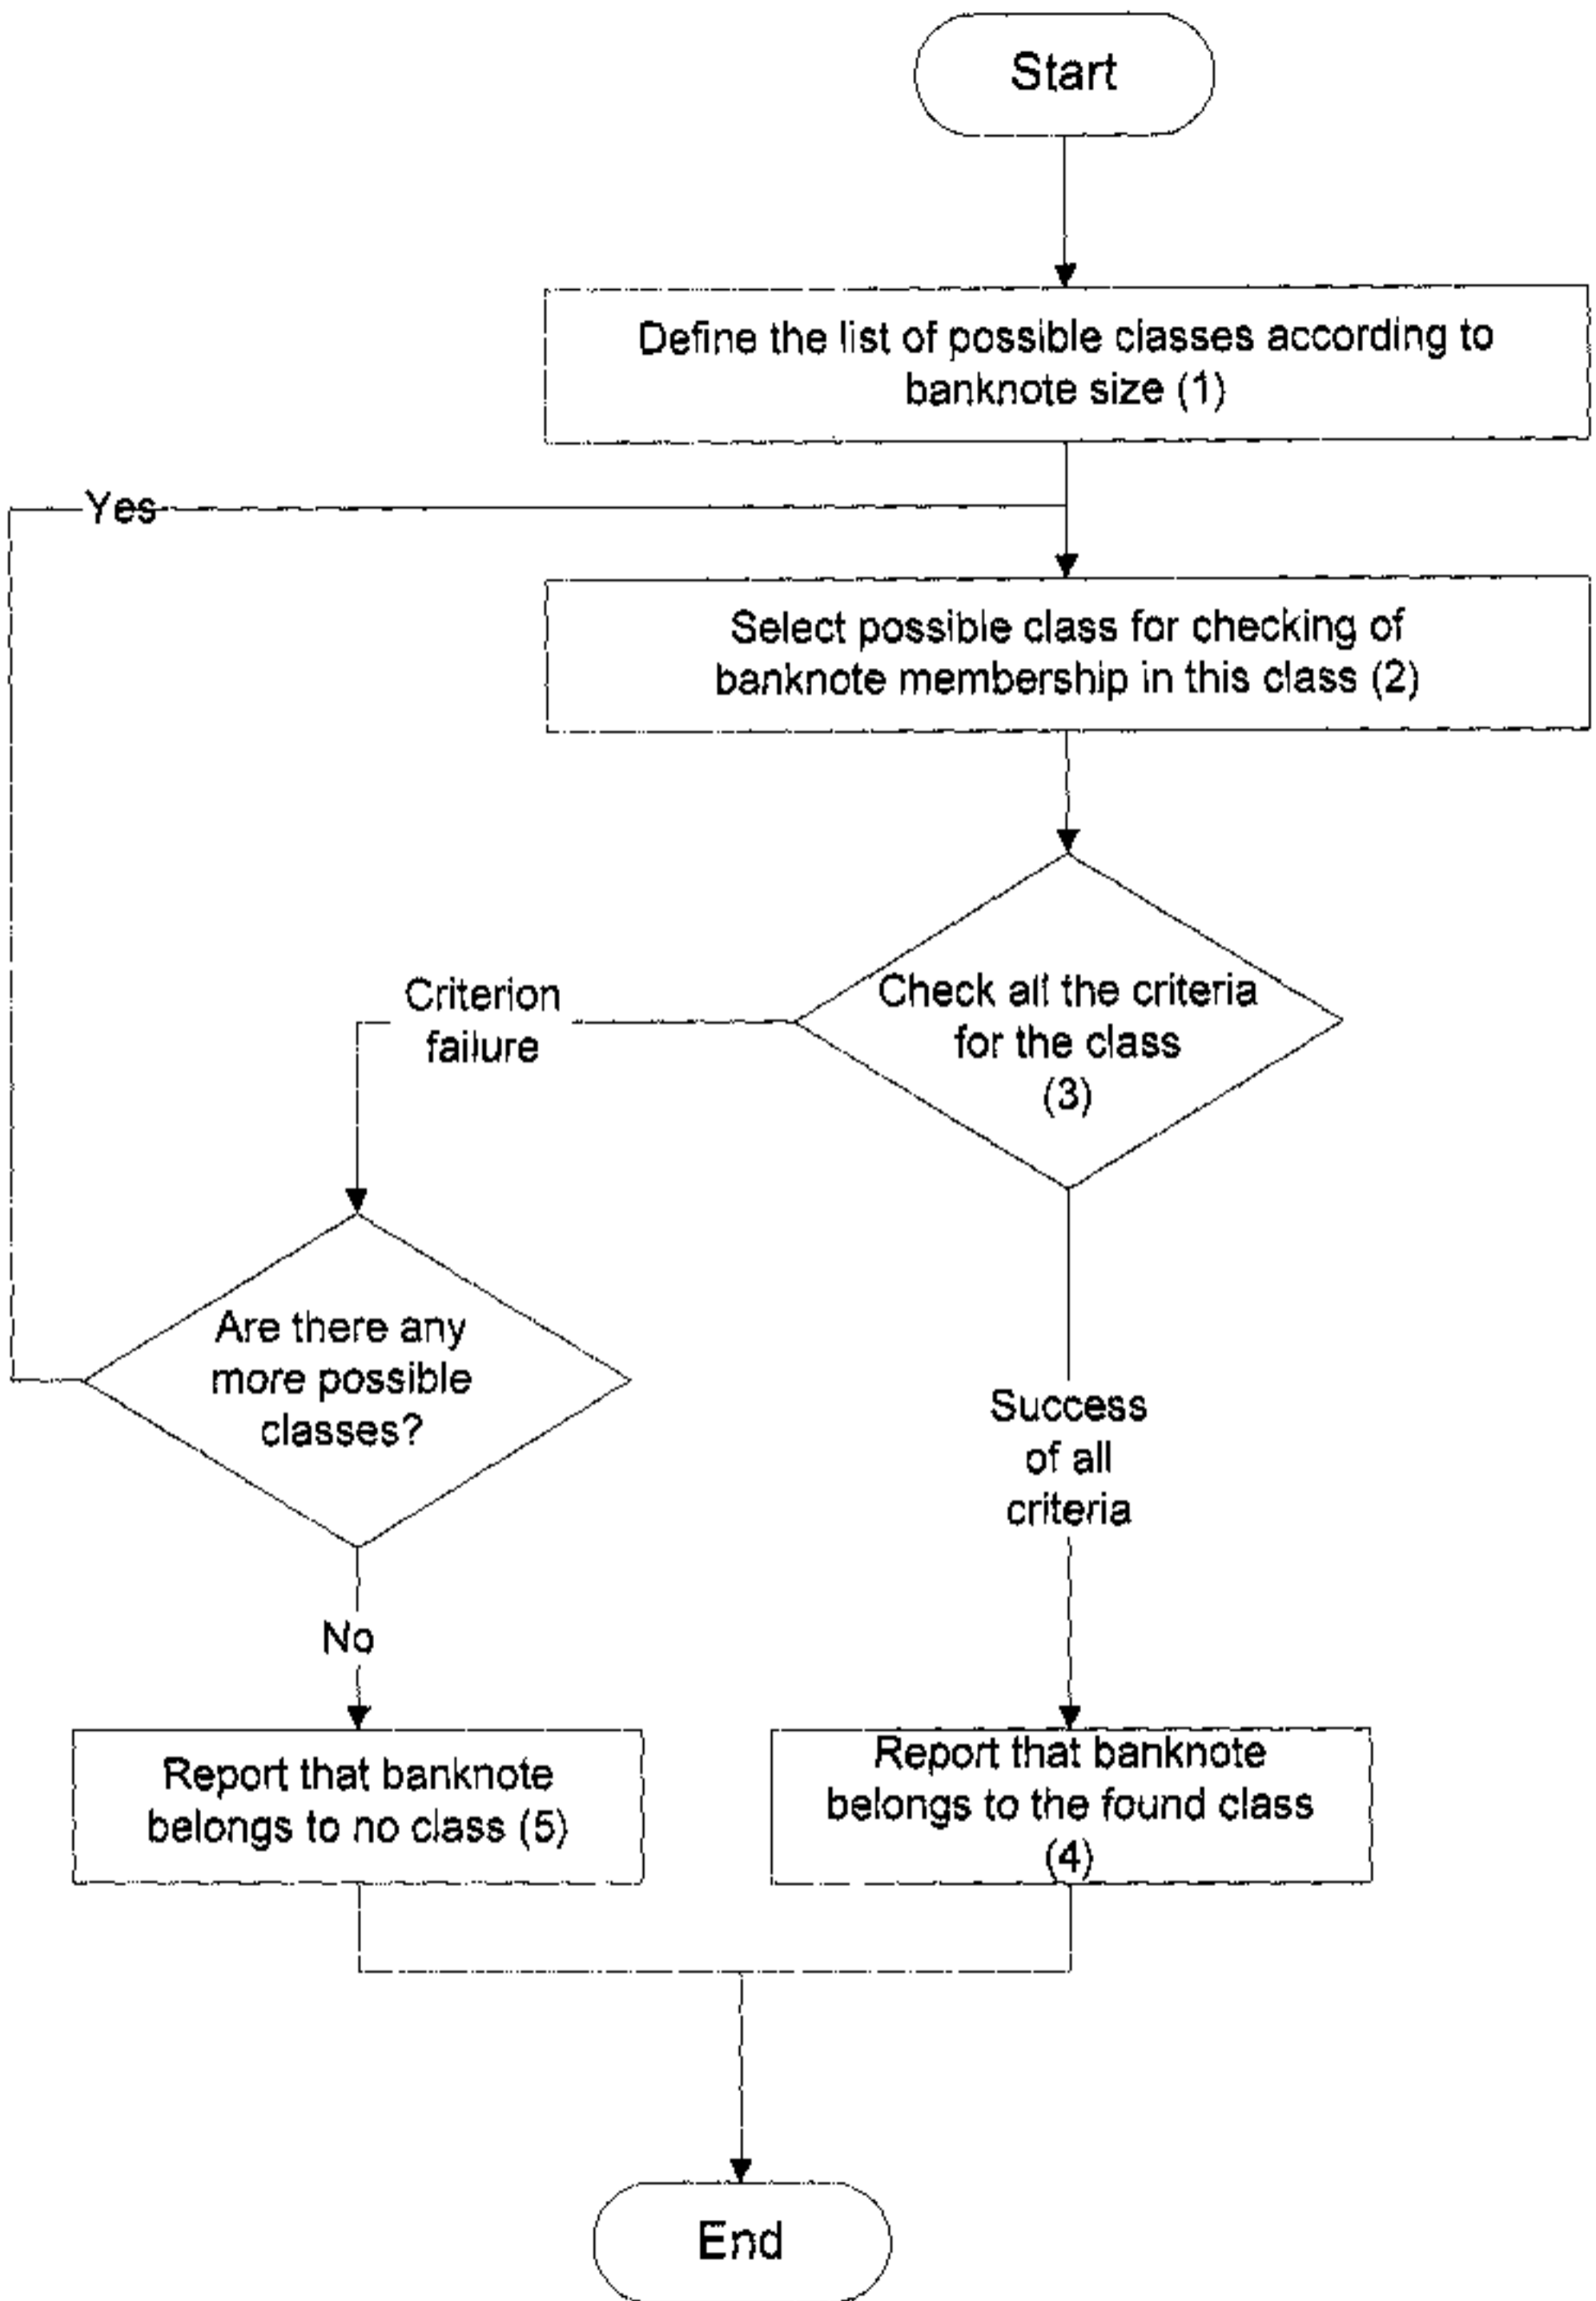 Start
Define the list of possible classes according to
banknote size (1)
Yes
Select possible class for checking of
banknote membership in this class (2)
Check all the criteria
for the class
(3)
Criterion
failure
Are there any
more possible
classes?
Success
of all
criteria
No
Report that banknote
belongs to no class (5)
Report that banknote
belongs to the found class
(4)
End